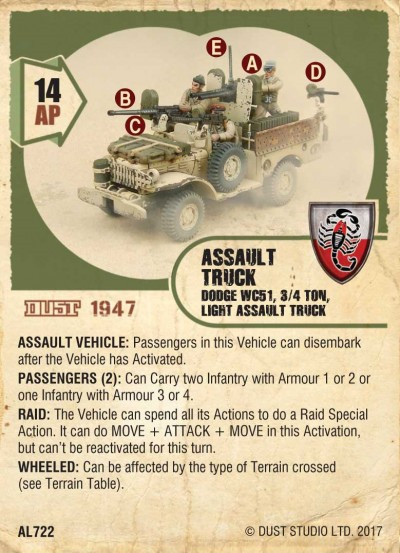 14
AP
E
A
D
B
C
ASSAULT
TRUCK
DODGE WC51, 3/4 TON,
LIGHT ASSAULT TRUCK
DUST 1947
ASSAULT VEHICLE: Passengers in this Vehicle can disembark
after the Vehicle has Activated.
PASSENGERS (2): Can Carry two Infantry with Armour 1 or 2 or
one Infantry with Armour 3 or 4.
RAID: The Vehicle can spend all its Actions to do a Raid Special
Action. It can do MOVE + ATTACK + MOVE in this Activation,
but can't be reactivated for this turn.
WHEELED: Can be affected by the type of Terrain crossed
(see Terrain Table).
AL722
© DUST STUDIO LTD. 2017